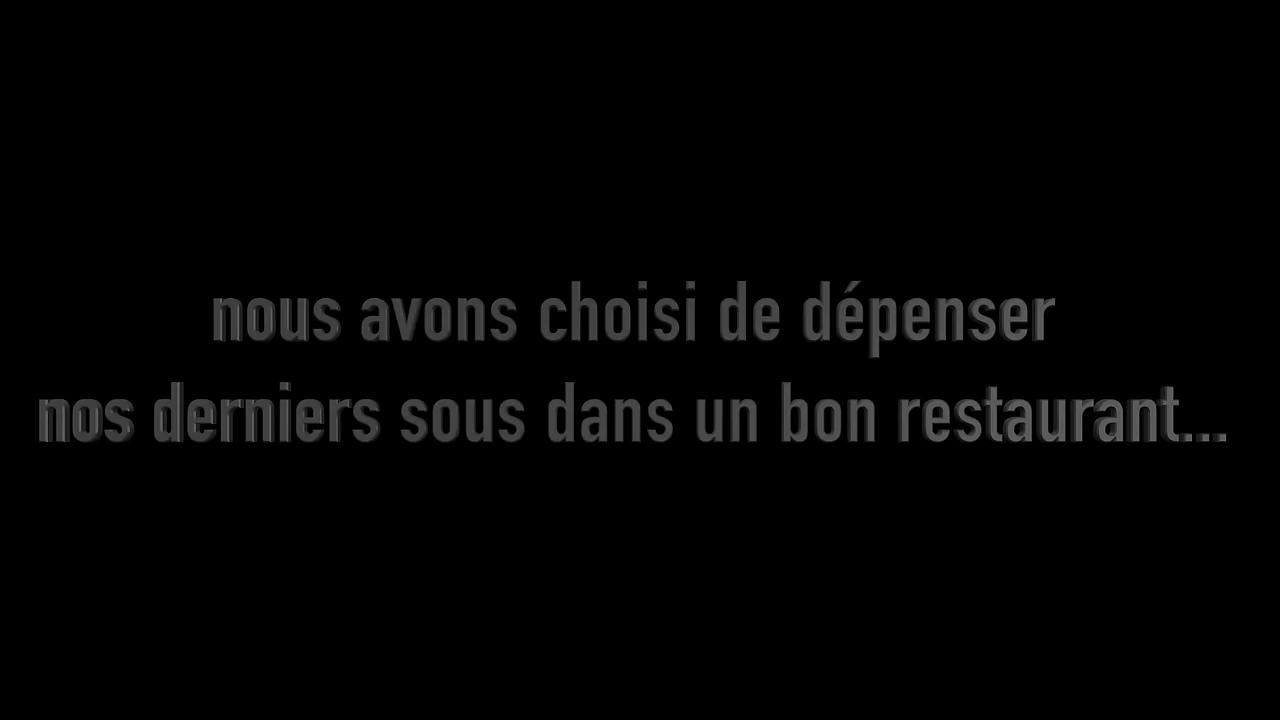 nous avons choisi de dépenser
nos derniers sous dans un bon restaurant...